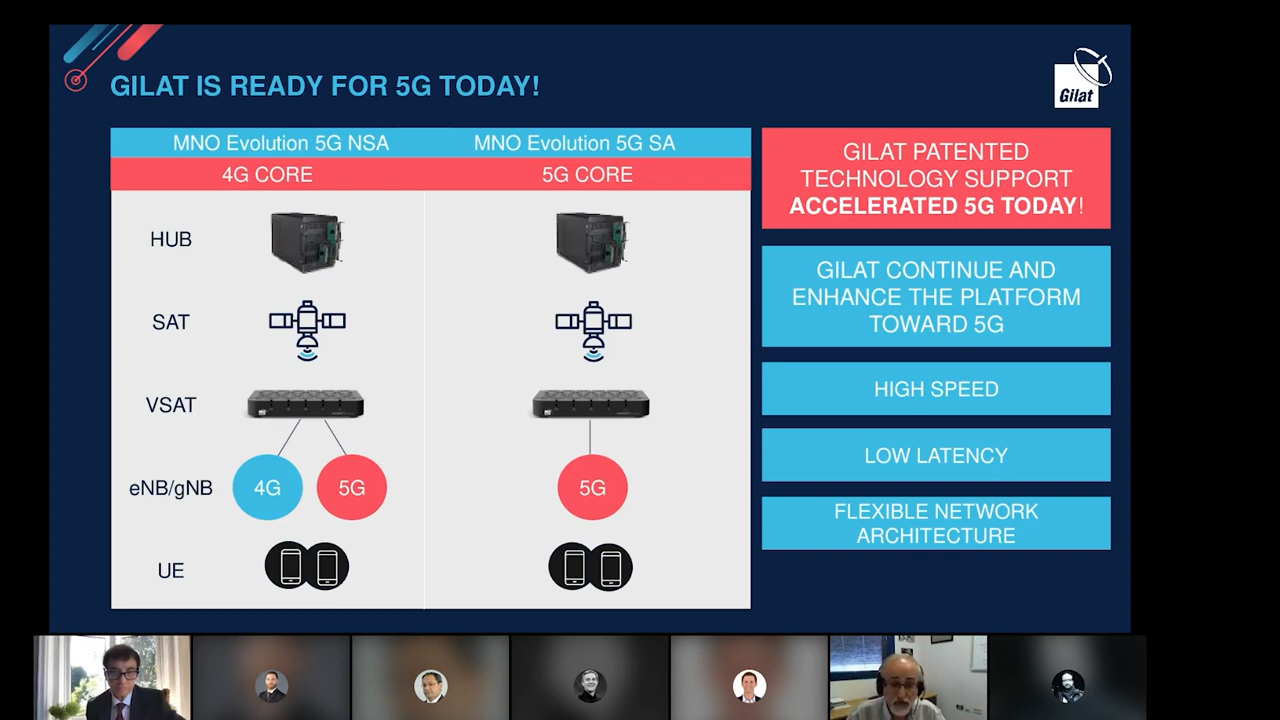 GILAT IS READY FOR 5G TODAY!
Gilat
MNO Evolution 5G NSA
MNO Evolution 5G SA
4G CORE
5G CORE
HUB
SAT
VSAT
eNB/gNB
4G
5G
5G
UE
GILAT PATENTED
TECHNOLOGY SUPPORT
ACCELERATED 5G TODAY!
GILAT CONTINUE AND
ENHANCE THE PLATFORM
TOWARD 5G
HIGH SPEED
LOW LATENCY
FLEXIBLE NETWORK
ARCHITECTURE